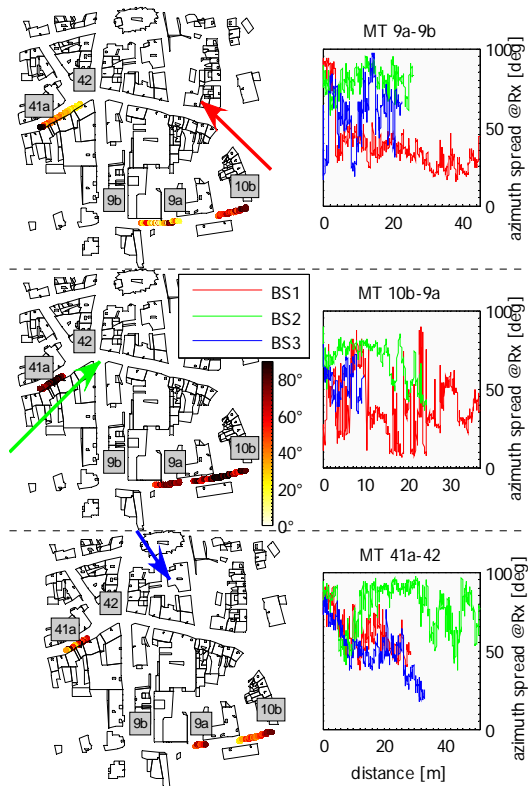 42
41a
9b
9a
10b
MT 9a-9b
100
50
0
0
20
40
azimuth spread @Rx [deg]
BS1
BS2
BS3
42
41a
9b
9a
10b
80°
60°
40°
20°
0°
MT 10b-9a
100
50
0
0
10
20
30
azimuth spread @Rx [deg]
42
41a
9b
9a
10b
MT 41a-42
100
50
0
0
20
40
azimuth spread @Rx [deg]
distance [m]